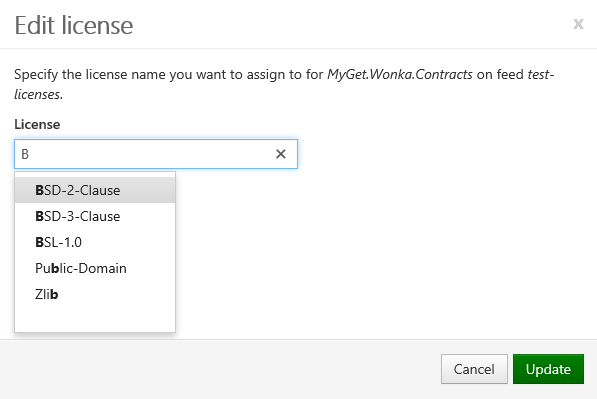 Edit license
x
Specify the license name you want to assign to for MyGet.Wonka.Contracts on feed test-
licenses.
License
B
BSD-2-Clause
BSD-3-Clause
BSL-1.0
Public-Domain
Zlib
Cancel Update